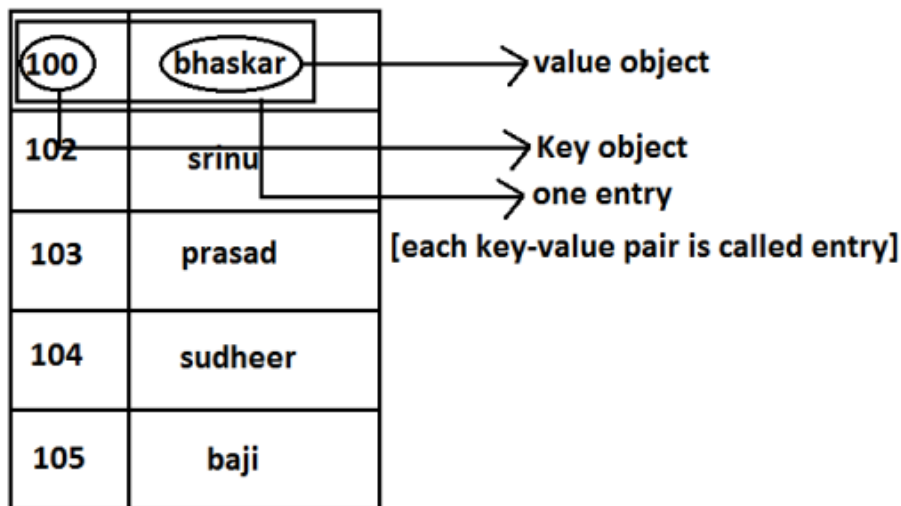 100 bhaskar value object
102 srinu Key object
one entry
103 prasad [each key-value pair is called entry]
104 sudheer
105 baji